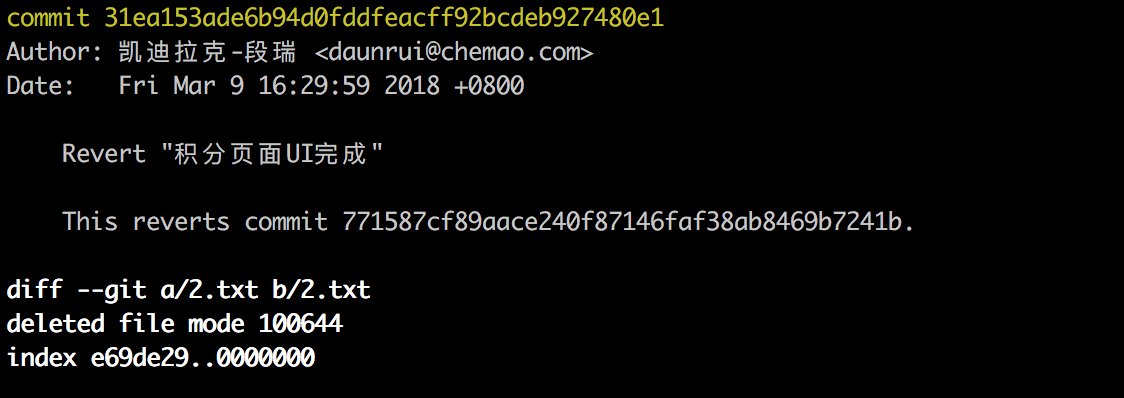 commit 31ea153ade6b94d0fddfeacff92bcdeb927480e1
Author: 凯迪拉克-段瑞 <daunrui@chemao.com>
Date:   Fri Mar 9 16:29:59 2018 +0800
Revert "积分页面UI完成"
This reverts commit 771587cf89aace240f87146faf38ab8469b7241b.
diff --git a/2.txt b/2.txt
deleted file mode 100644
index e69de29..0000000